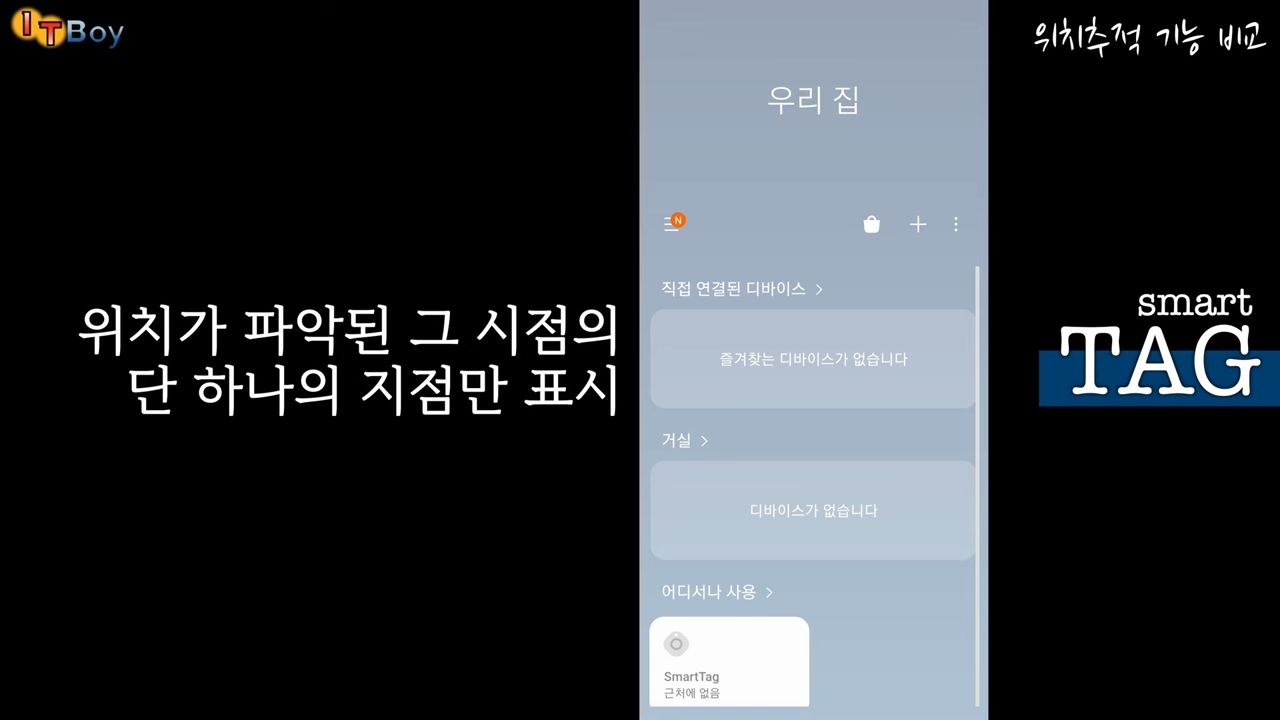 ITBoy
위치추적 기능 비교
우리 집
N
직접 연결된 디바이스
즐겨찾는 디바이스가 없습니다
위치가 파악된 그 시점의
단 하나의 지점만 표시
smart
TAG
거실
디바이스가 없습니다
어디서나 사용
SmartTag
근처에 없음